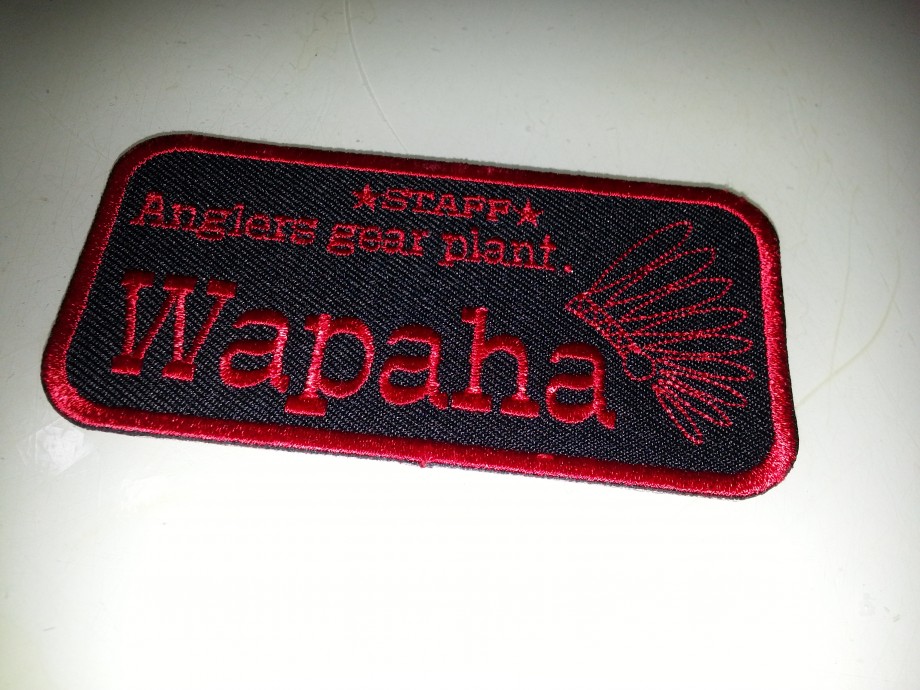 ★STAFF★
Anglers gear plant.
Wapaha